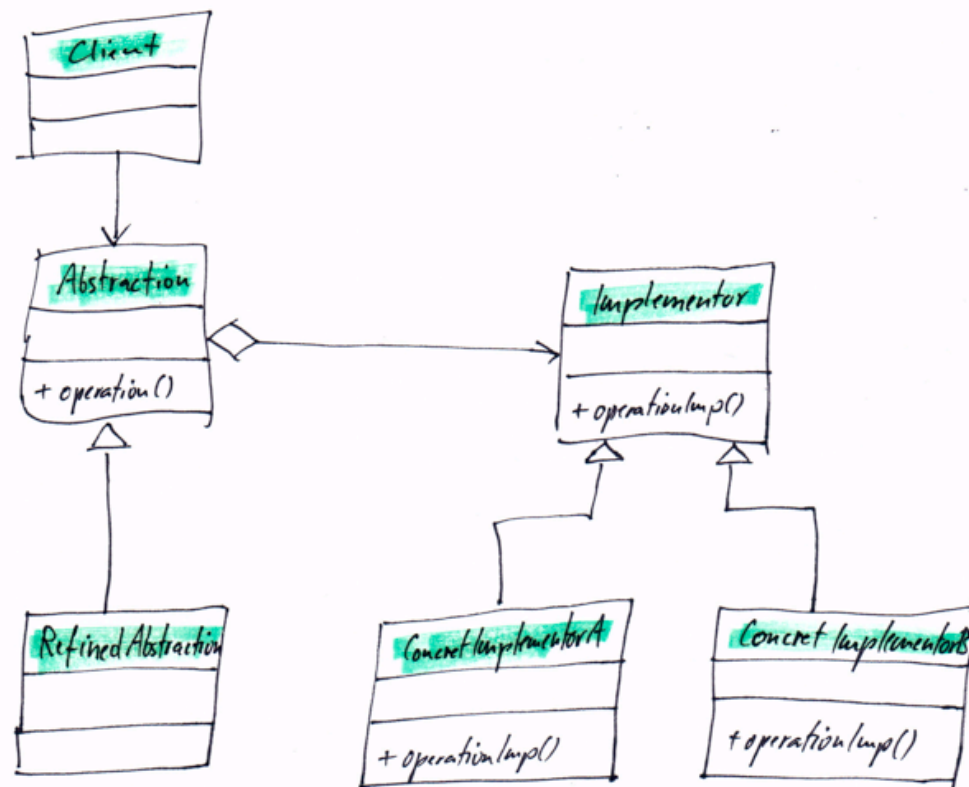 Client
Abstraction
+ operation()
Implementor
+ operationImp()
RefinedAbstraction
ConcretImplementorA
+ operationImp()
ConcretImplementorB
+ operationImp()